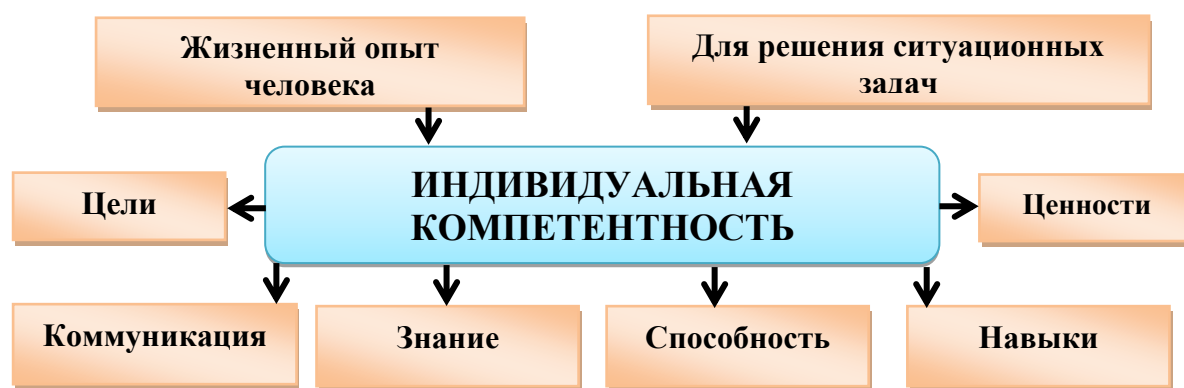 Жизненный опыт
человека
Для решения ситуационных
задач
ИНДИВИДУАЛЬНАЯ
КОМПЕТЕНТНОСТЬ
Цели
Ценности
Коммуникация
Знание
Способность
Навыки